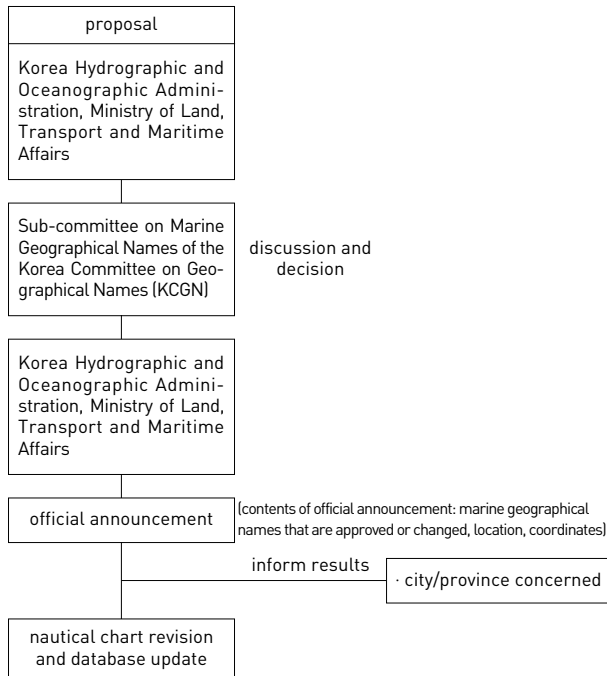 proposal
Korea Hydrographic and
Oceanographic Admini-
stration, Ministry of Land,
Transport and Maritime
Affairs
Sub-committee on Marine
Geographical Names of the
Korea Committee on Geo-
graphical Names (KCGN)
discussion and
decision
Korea Hydrographic and
Oceanographic Admini-
stration, Ministry of Land,
Transport and Maritime
Affairs
official announcement
(contents of official announcement: marine geographical
names that are approved or changed, location, coordinates)
inform results
· city/province concerned
nautical chart revision
and database update